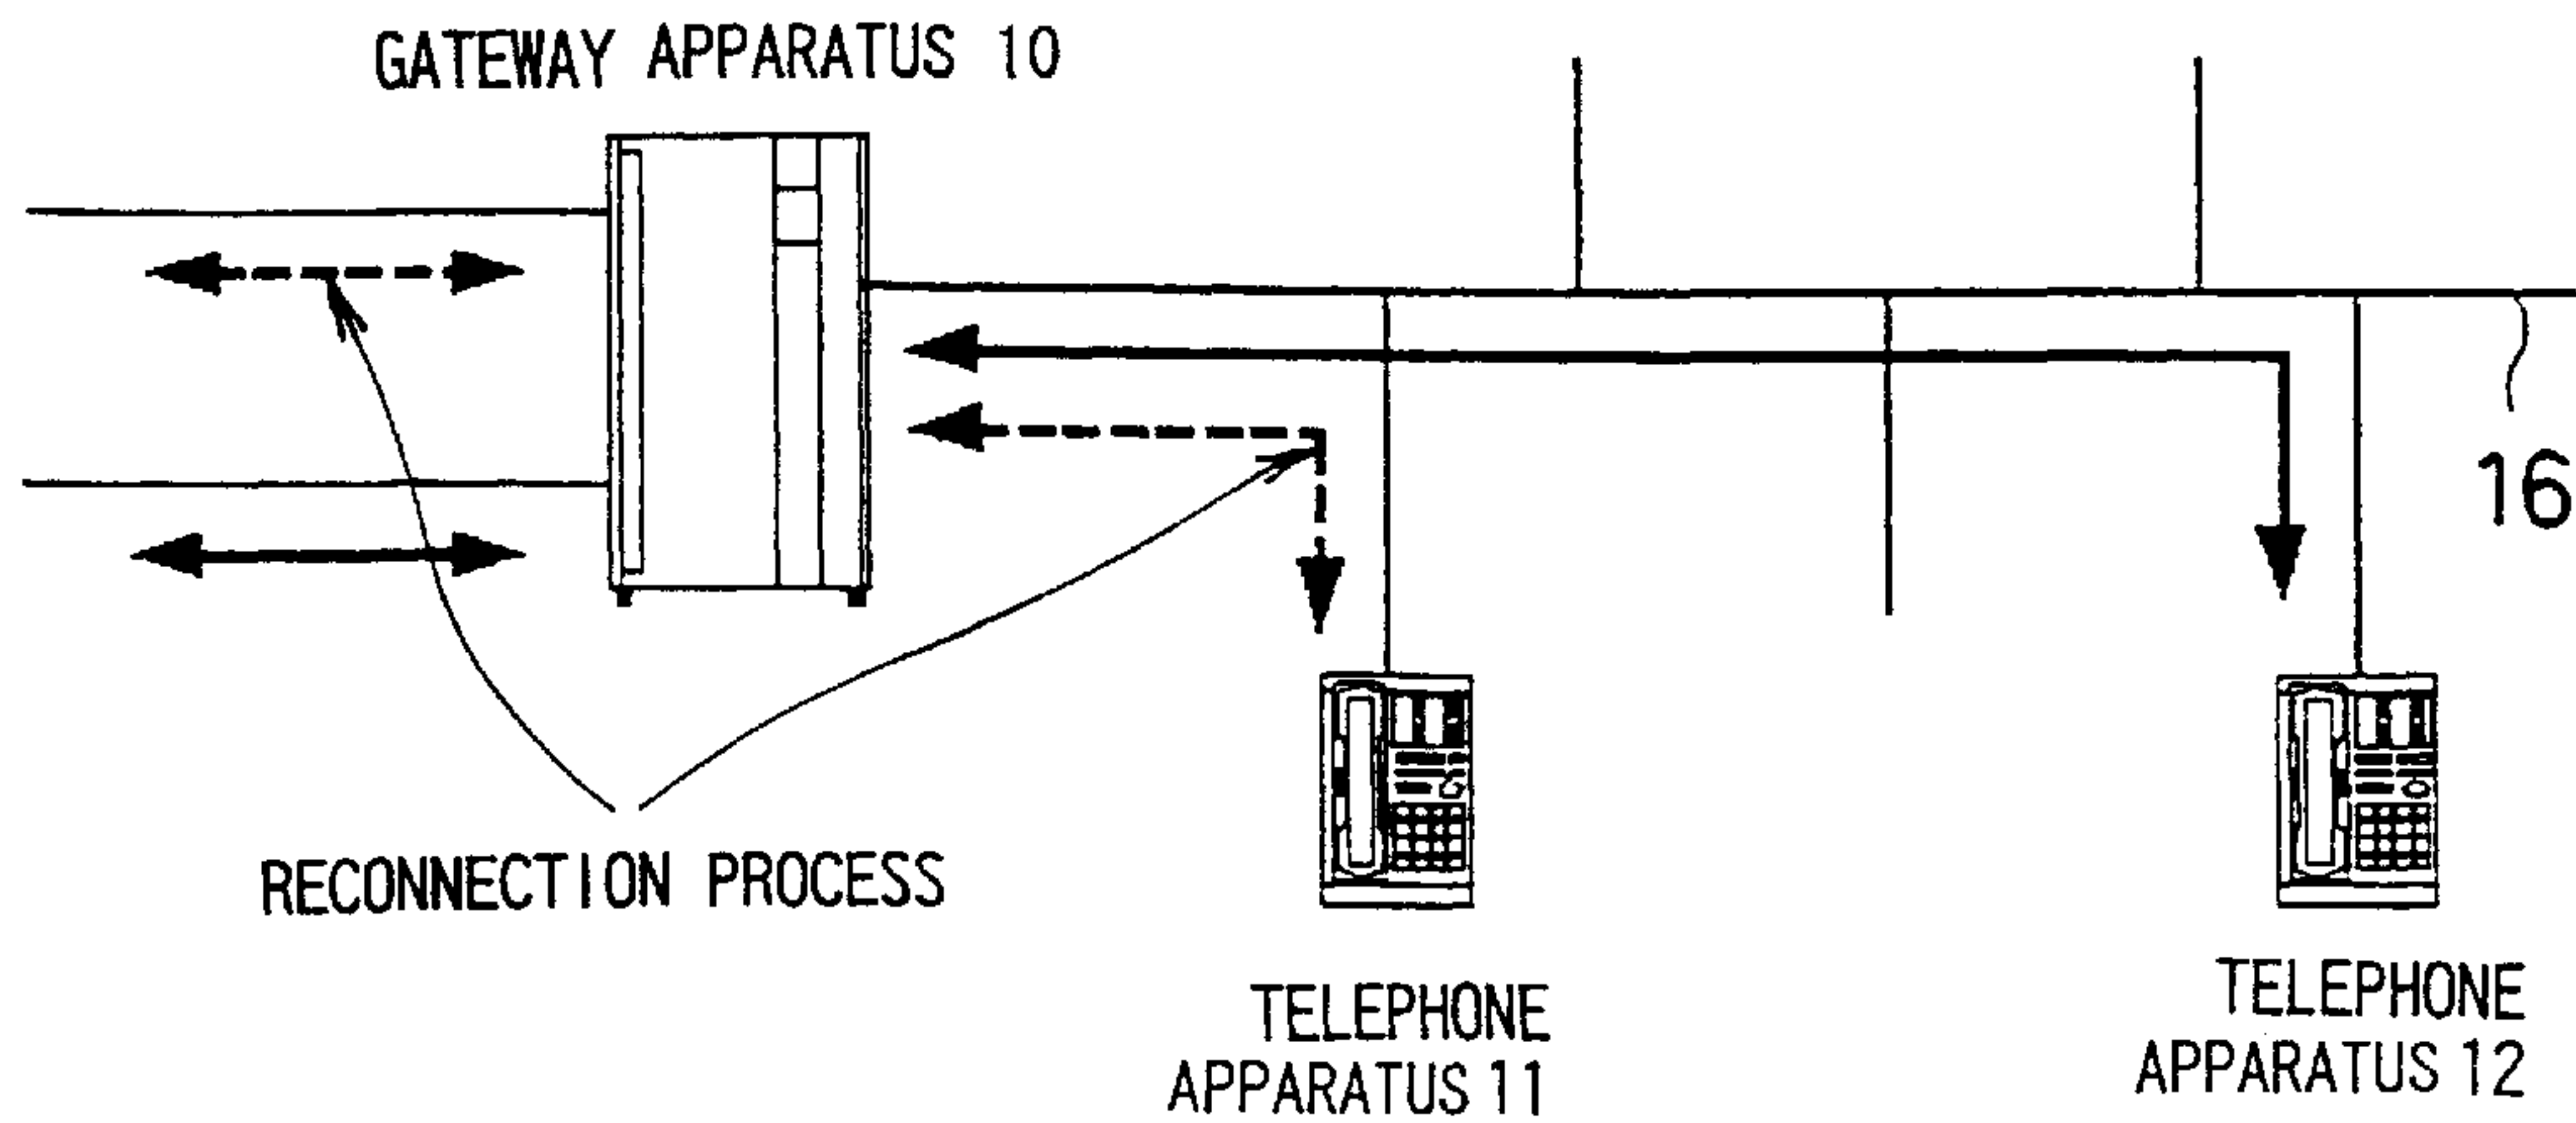 GATEWAY APPARATUS 10
16
RECONNECTION PROCESS
TELEPHONE
APPARATUS 11
TELEPHONE
APPARATUS 12